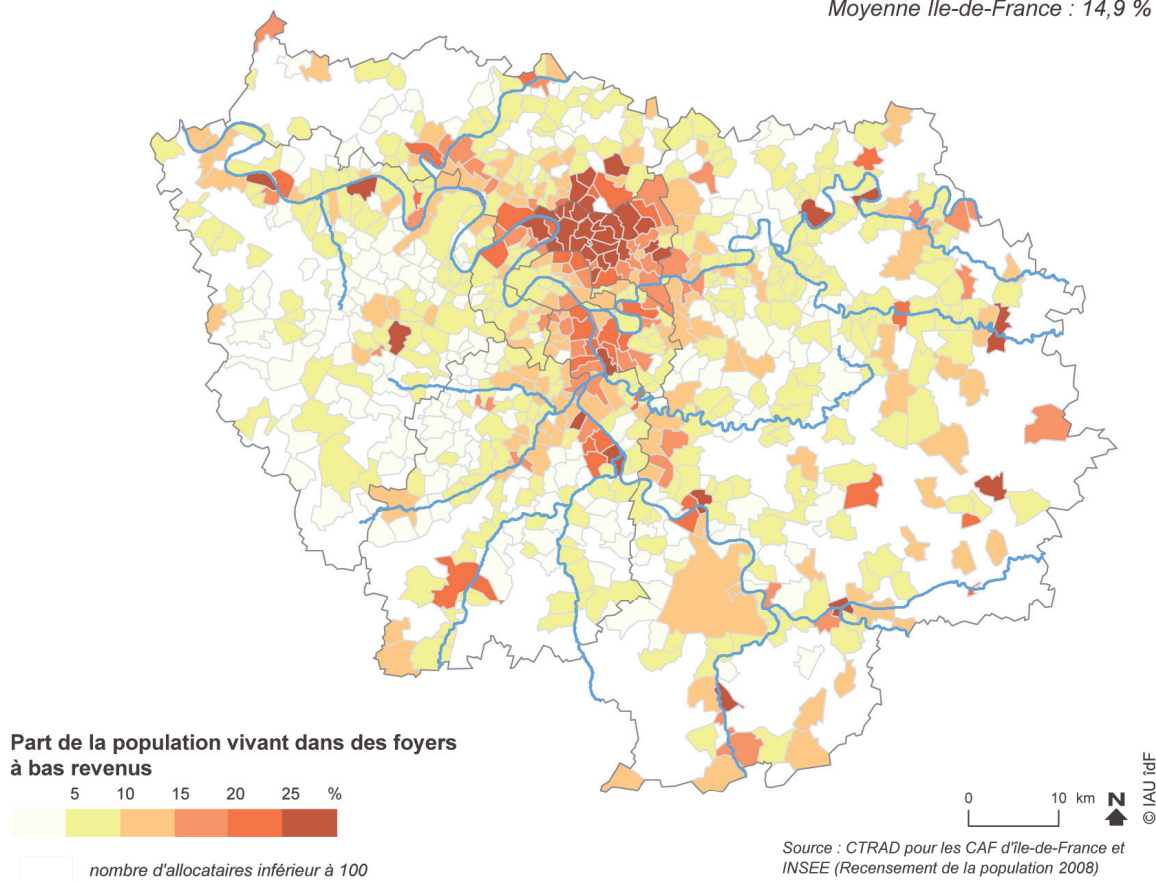 Moyenne Ile-de-France : 14,9 %
Part de la population vivant dans des foyers
à bas revenus
5 10 15 20 25 %
nombre d'allocataires inférieur à 100
0 10 km N
© IAU îdF
Source : CTRAD pour les CAF d'île-de-France et
INSEE (Recensement de la population 2008)